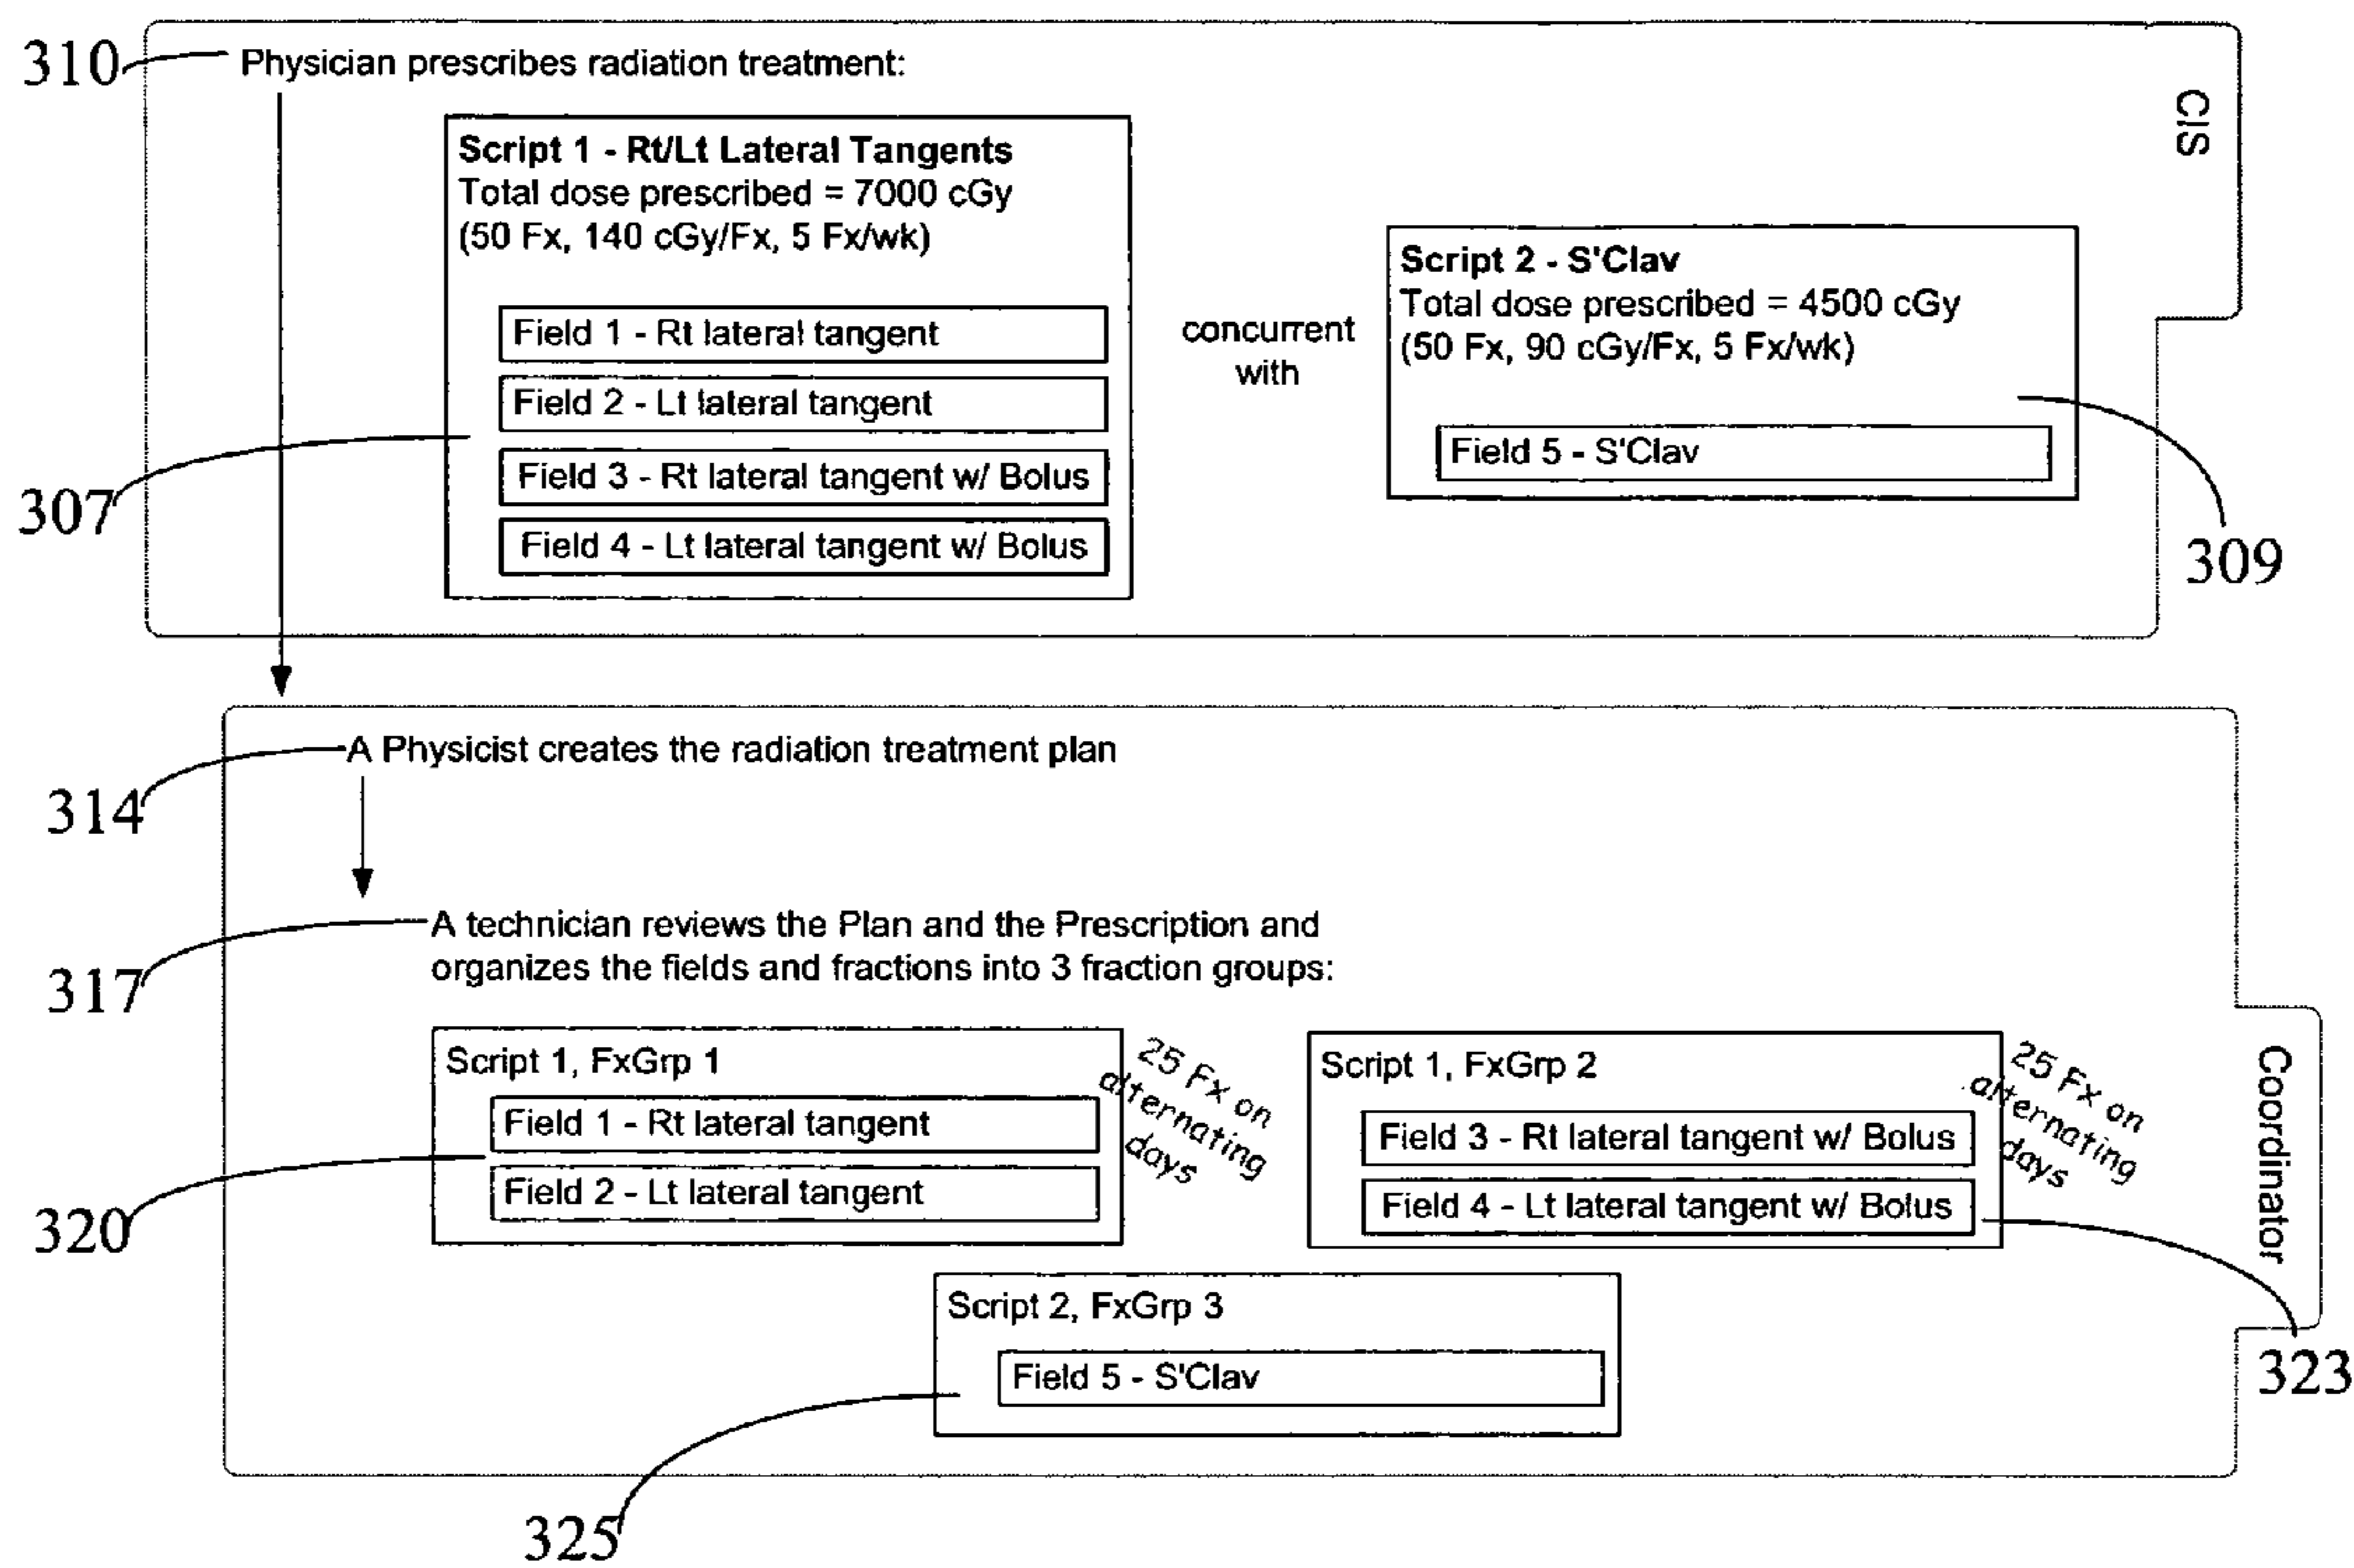 310
Physician prescribes radiation treatment:
CIS
Script 1 - Rt/Lt Lateral Tangents
Total dose prescribed = 7000 cGy
(50 Fx, 140 cGy/Fx, 5 Fx/wk)
Field 1 - Rt lateral tangent
Field 2 - Lt lateral tangent
Field 3 - Rt lateral tangent w/ Bolus
Field 4 - Lt lateral tangent w/ Bolus
307
concurrent
with
Script 2 - S'Clav
Total dose prescribed = 4500 cGy
(50 Fx, 90 cGy/Fx, 5 Fx/wk)
Field 5 - S'Clav
309
A Physicist creates the radiation treatment plan
314
A technician reviews the Plan and the Prescription and
organizes the fields and fractions into 3 fraction groups:
317
Script 1, FxGrp 1
Field 1 - Rt lateral tangent
Field 2 - Lt lateral tangent
25 Fx on
alternating
days
320
Script 1, FxGrp 2
Field 3 - Rt lateral tangent w/ Bolus
Field 4 - Lt lateral tangent w/ Bolus
25 Fx on
alternating
days
Coordinator
323
Script 2, FxGrp 3
Field 5 - S'Clav
325